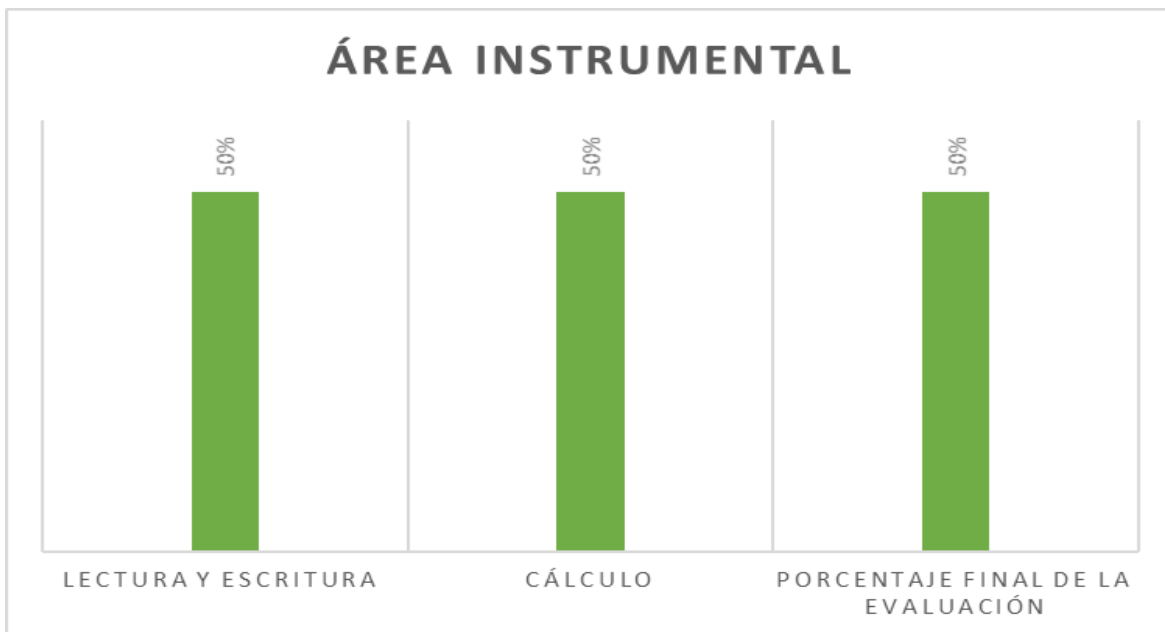 ÁREA INSTRUMENTAL
50%
50%
50%
LECTURA Y ESCRITURA
CÁLCULO
PORCENTAJE FINAL DE LA
EVALUACIÓN